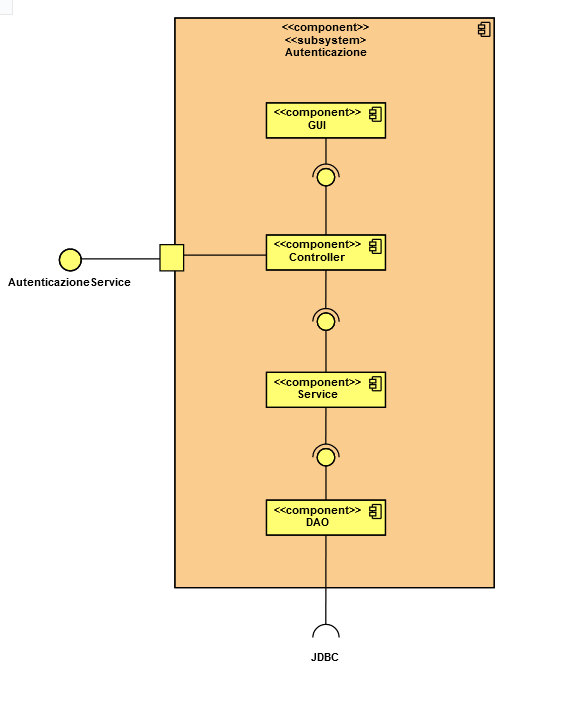 <<component>>
<<subsystem>
Autenticazione
<<component>>
GUI
<<component>>
Controller
AutenticazioneService
<<component>>
Service
<<component>>
DAO
JDBC